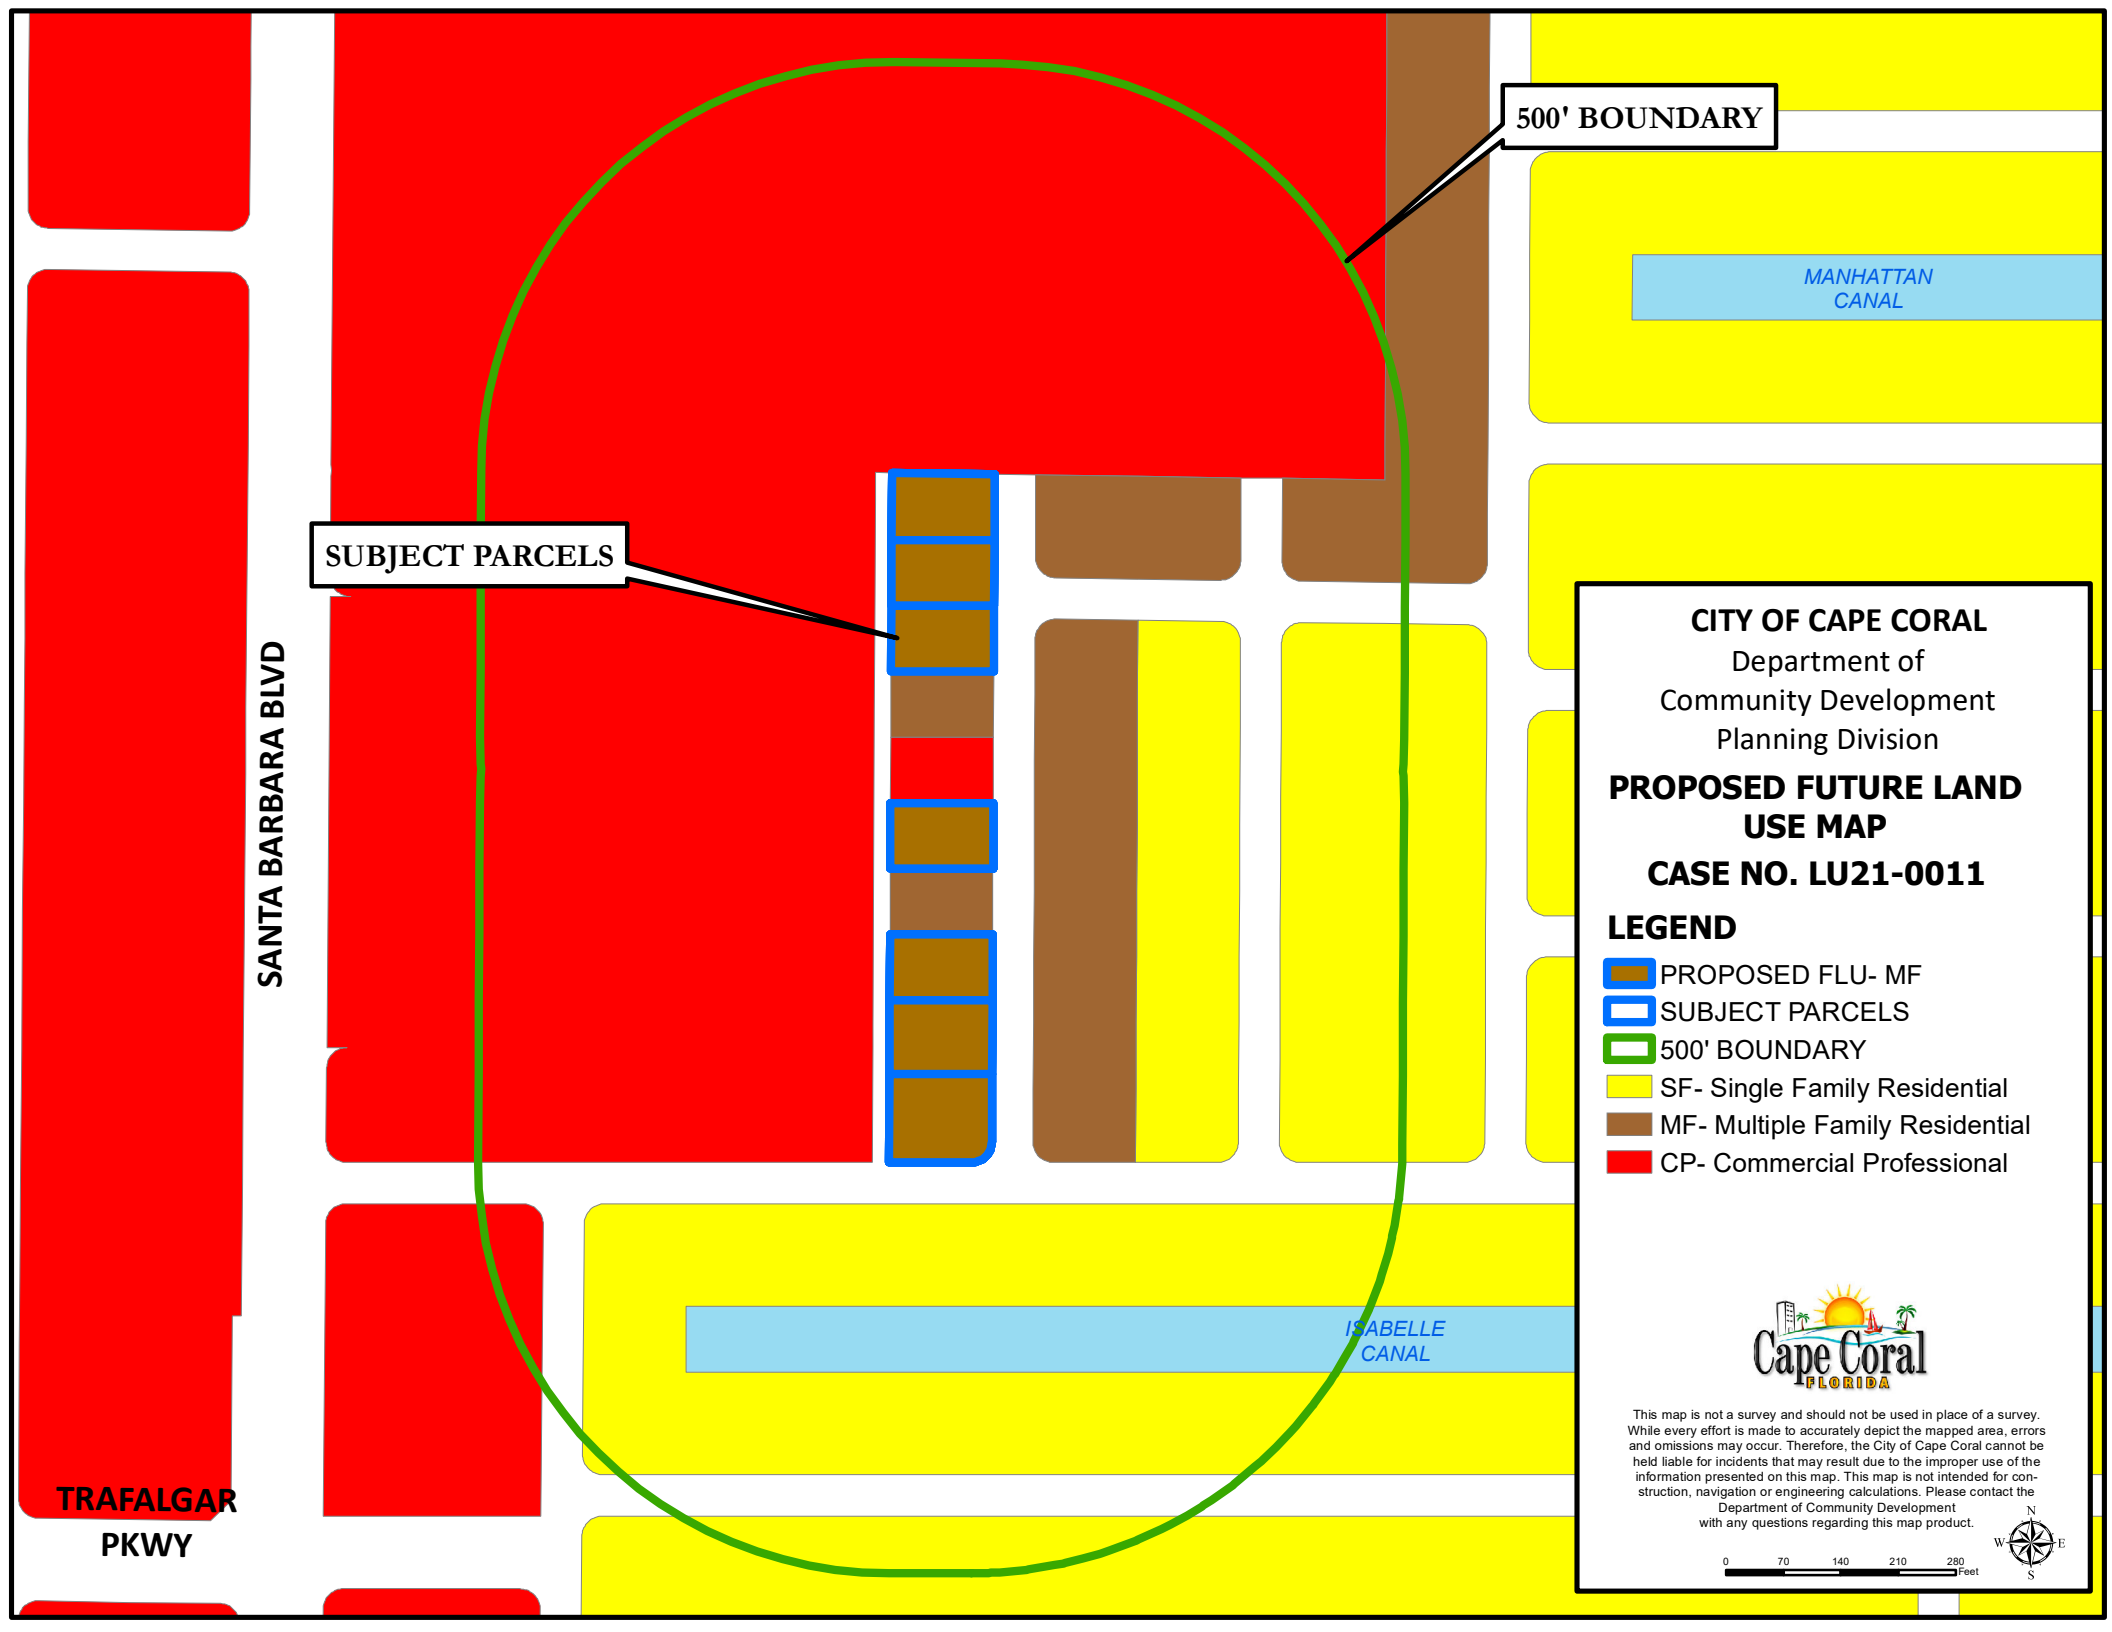 500' BOUNDARY
MANHATTAN
CANAL
SUBJECT PARCELS
SANTA BARBARA BLVD
ISABELLE
CANAL
TRAFALGAR
PKWY
CITY OF CAPE CORAL
Department of
Community Development
Planning Division
PROPOSED FUTURE LAND
USE MAP
CASE NO. LU21-0011
LEGEND
PROPOSED FLU- MF
SUBJECT PARCELS
500' BOUNDARY
SF- Single Family Residential
MF- Multiple Family Residential
CP- Commercial Professional
Cape Coral
FLORIDA
This map is not a survey and should not be used in place of a survey.
While every effort is made to accurately depict the mapped area, errors
and omissions may occur. Therefore, the City of Cape Coral cannot be
held liable for incidents that may result due to the improper use of the
information presented on this map. This map is not intended for con-
struction, navigation or engineering calculations. Please contact the
Department of Community Development
with any questions regarding this map product.
N
W E
S
0 70 140 210 280
Feet